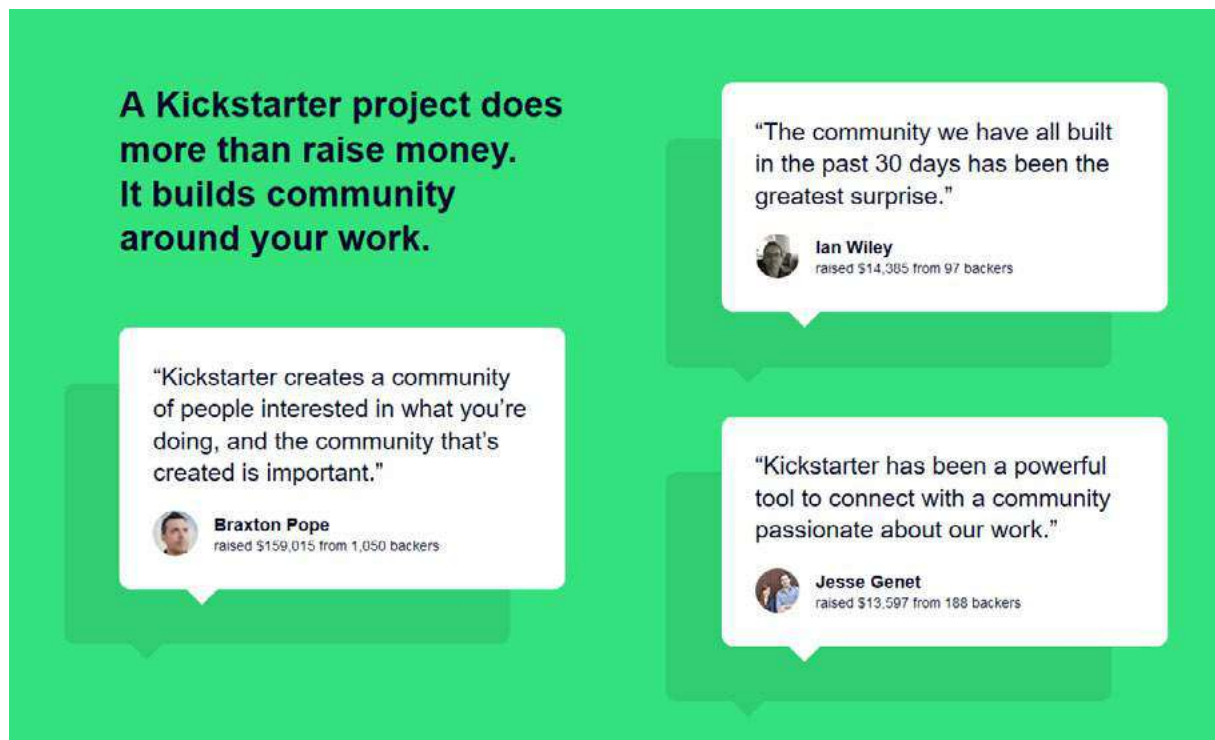 A Kickstarter project does
more than raise money.
It builds community
around your work.
“Kickstarter creates a community
of people interested in what you’re
doing, and the community that’s
created is important.”
Braxton Pope
raised $159,015 from 1,050 backers
“The community we have all built
in the past 30 days has been the
greatest surprise.”
Ian Wiley
raised $14,385 from 97 backers
“Kickstarter has been a powerful
tool to connect with a community
passionate about our work.”
Jesse Genet
raised $13,597 from 188 backers